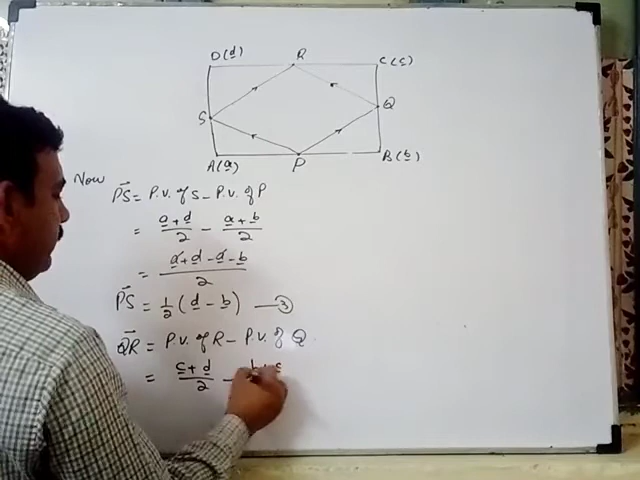 D(d) R C(c)
S Q
A(a) P B(b)
Now
PS = P.V. of S - P.V. of P
= a+d/2 - a+b/2
= a+d-a-b/2
PS = 1/2 (d - b) — 3
QR = P.V. of R - P.V. of Q
= c+d/2 -